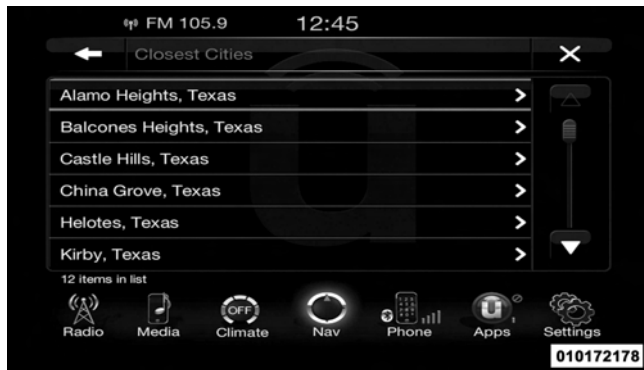 FM 105.9 12:45
Closest Cities
Alamo Heights, Texas
Balcones Heights, Texas
Castle Hills, Texas
China Grove, Texas
Helotes, Texas
Kirby, Texas
12 items in list
OFF
Radio Media Climate Nav Phone Apps Settings
010172178